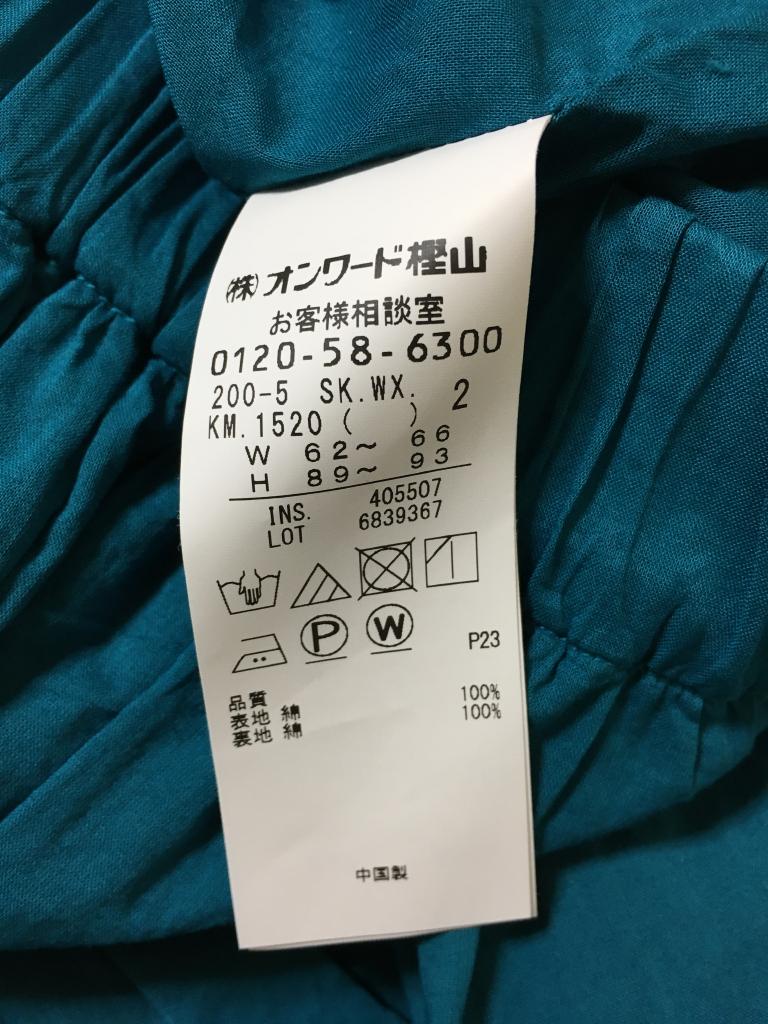 (株)オンワード樫山
お客様相談室
0120-58-6300
200-5 SK.WX. 2
KM.1520 ( )
W 62〜 66
H 89〜 93
INS. 405507
LOT 6839367
P W P23
品質
表地 綿 100%
裏地 綿 100%
中国製